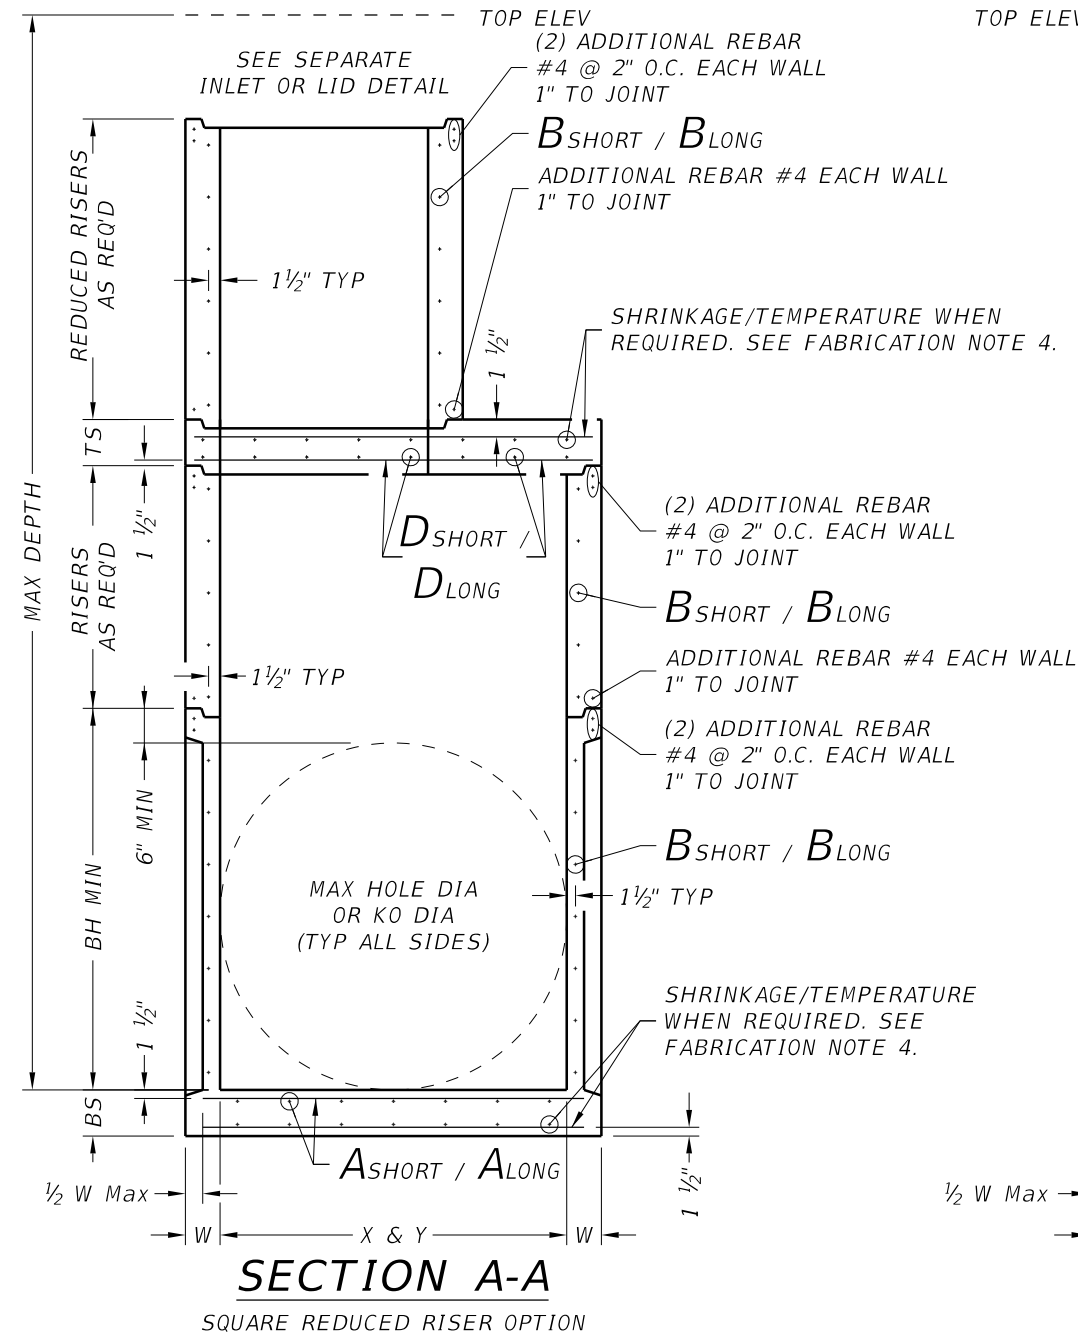 TOP ELEV
TOP ELEV
(2) ADDITIONAL REBAR
#4 @ 2" O.C. EACH WALL
1" TO JOINT
SEE SEPARATE
INLET OR LID DETAIL
BSHORT / BLONG
ADDITIONAL REBAR #4 EACH WALL
1" TO JOINT
REDUCED RISERS
AS REQ'D
1½" TYP
SHRINKAGE/TEMPERATURE WHEN
REQUIRED. SEE FABRICATION NOTE 4.
1 ½"
TS
MAX DEPTH
1 ½"
RISERS
AS REQ'D
DSHORT /
DLONG
(2) ADDITIONAL REBAR
#4 @ 2" O.C. EACH WALL
1" TO JOINT
BSHORT / BLONG
ADDITIONAL REBAR #4 EACH WALL
1" TO JOINT
1½" TYP
(2) ADDITIONAL REBAR
#4 @ 2" O.C. EACH WALL
1" TO JOINT
6" MIN
BH MIN
BSHORT / BLONG
1½" TYP
MAX HOLE DIA
OR KO DIA
(TYP ALL SIDES)
SHRINKAGE/TEMPERATURE
WHEN REQUIRED. SEE
FABRICATION NOTE 4.
1 ½"
BS
ASHORT / ALONG
1 ½"
½ W Max
½ W Max
W
X & Y
W
SECTION A-A
SQUARE REDUCED RISER OPTION